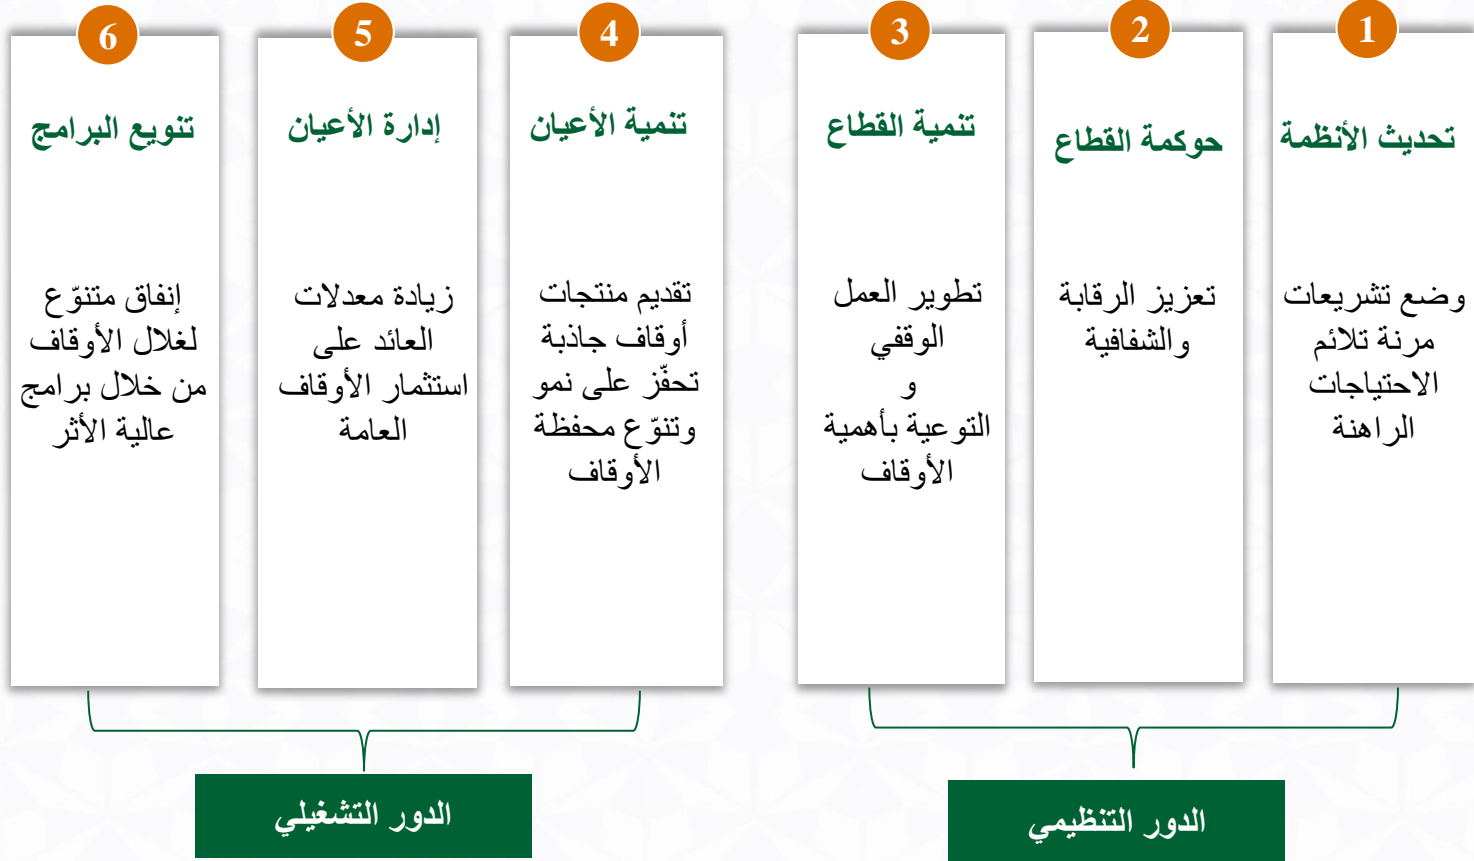 1
تحديث الأنظمة
وضع تشريعات
مرنة تلائم
الاحتياجات
الراهنة
2
حوكمة القطاع
تعزيز الرقابة
والشفافية
3
تنمية القطاع
تطوير العمل
الوقفي
و
التوعية بأهمية
الأوقاف
الدور التنظيمي
4
تنمية الأعيان
تقديم منتجات
أوقاف جاذبة
تحفّز على نمو
وتنوّع محفظة
الأوقاف
5
إدارة الأعيان
زيادة معدلات
العائد على
استثمار الأوقاف
العامة
6
تنويع البرامج
إنفاق متنوّع
لغلال الأوقاف
من خلال برامج
عالية الأثر
الدور التشغيلي